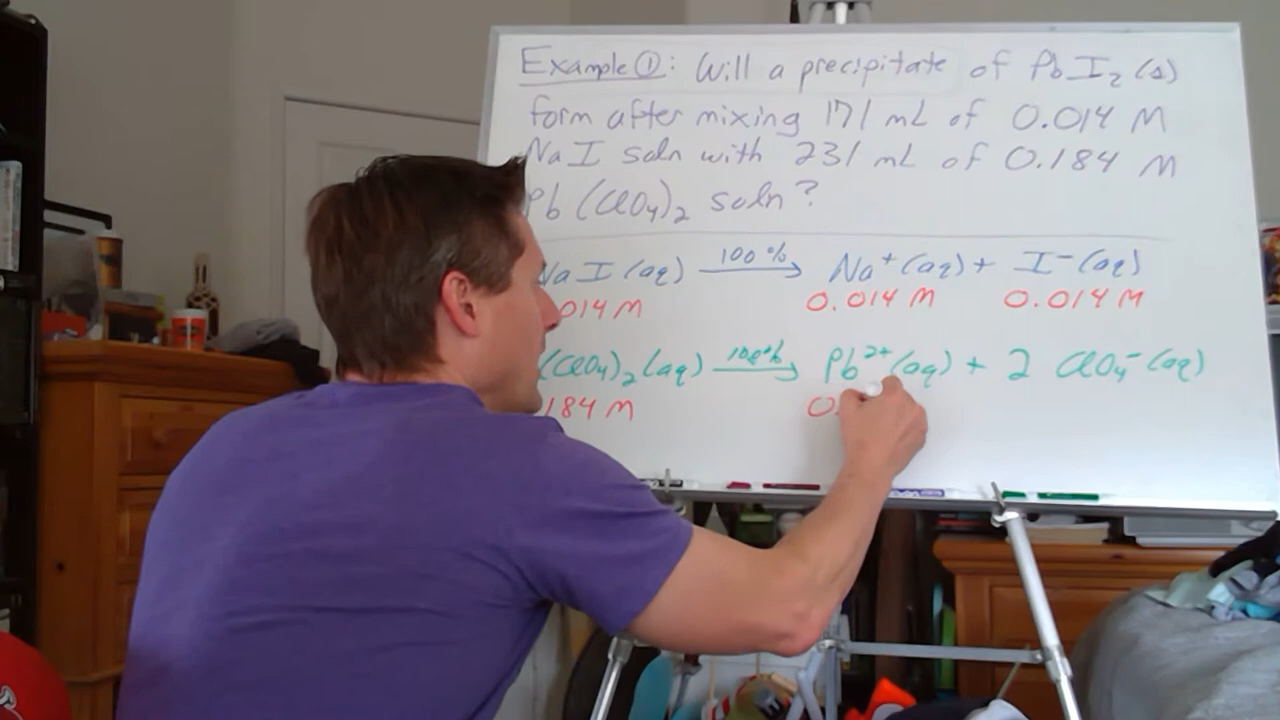 Example ①: Will a precipitate of PbI₂(s)
form after mixing 171 mL of 0.014 M
NaI soln with 231 mL of 0.184 M
Pb(ClO₄)₂ soln?
NaI(aq) 100% → Na⁺(aq) + I⁻(aq)
014 M 0.014 M 0.014 M
(ClO₄)₂(aq) 100% → Pb²⁺(aq) + 2 ClO₄⁻(aq)
184 M 0.